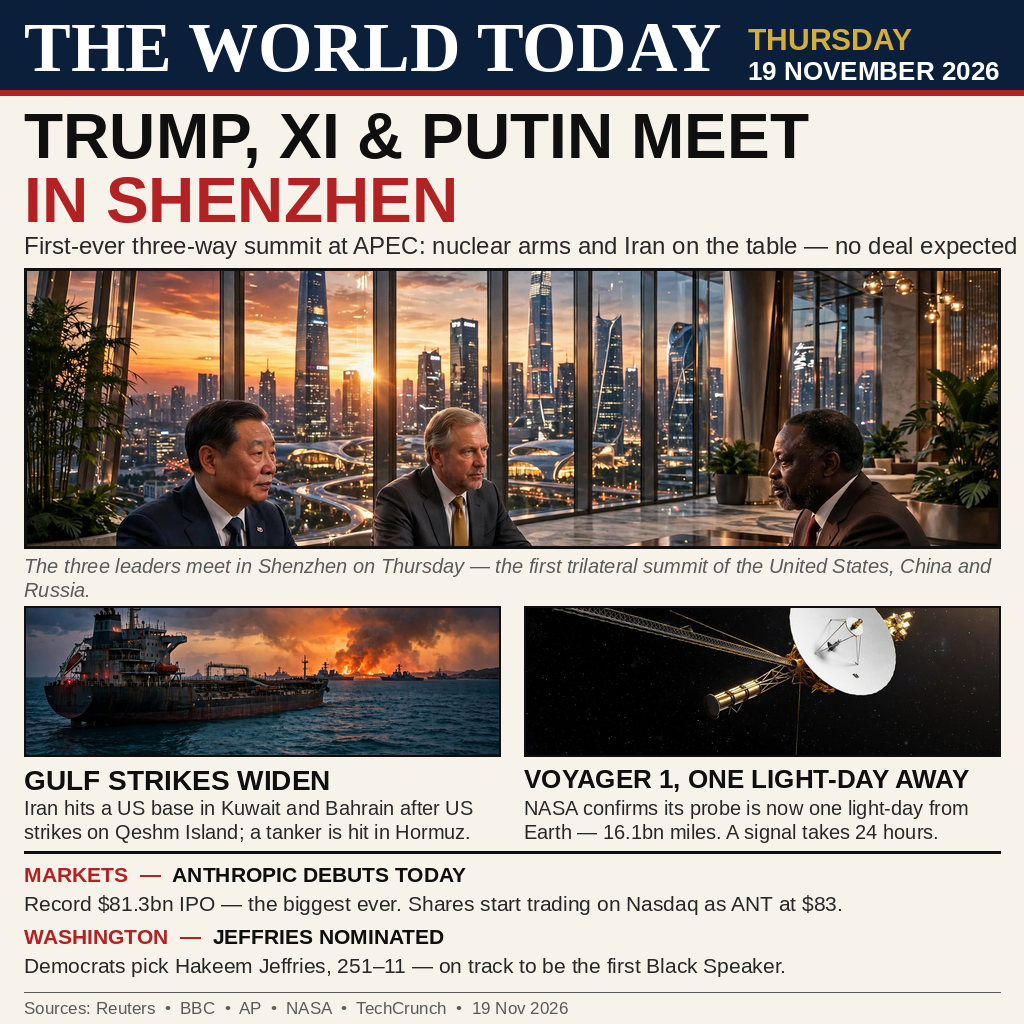 THE WORLD TODAY
THURSDAY
19 NOVEMBER 2026
TRUMP, XI & PUTIN MEET
IN SHENZHEN
First-ever three-way summit at APEC: nuclear arms and Iran on the table — no deal expected
The three leaders meet in Shenzhen on Thursday — the first trilateral summit of the United States, China and
Russia.
GULF STRIKES WIDEN
Iran hits a US base in Kuwait and Bahrain after US
strikes on Qeshm Island; a tanker is hit in Hormuz.
VOYAGER 1, ONE LIGHT-DAY AWAY
NASA confirms its probe is now one light-day from
Earth — 16.1bn miles. A signal takes 24 hours.
MARKETS — ANTHROPIC DEBUTS TODAY
Record $81.3bn IPO — the biggest ever. Shares start trading on Nasdaq as ANT at $83.
WASHINGTON — JEFFRIES NOMINATED
Democrats pick Hakeem Jeffries, 251–11 — on track to be the first Black Speaker.
Sources: Reuters • BBC • AP • NASA • TechCrunch • 19 Nov 2026